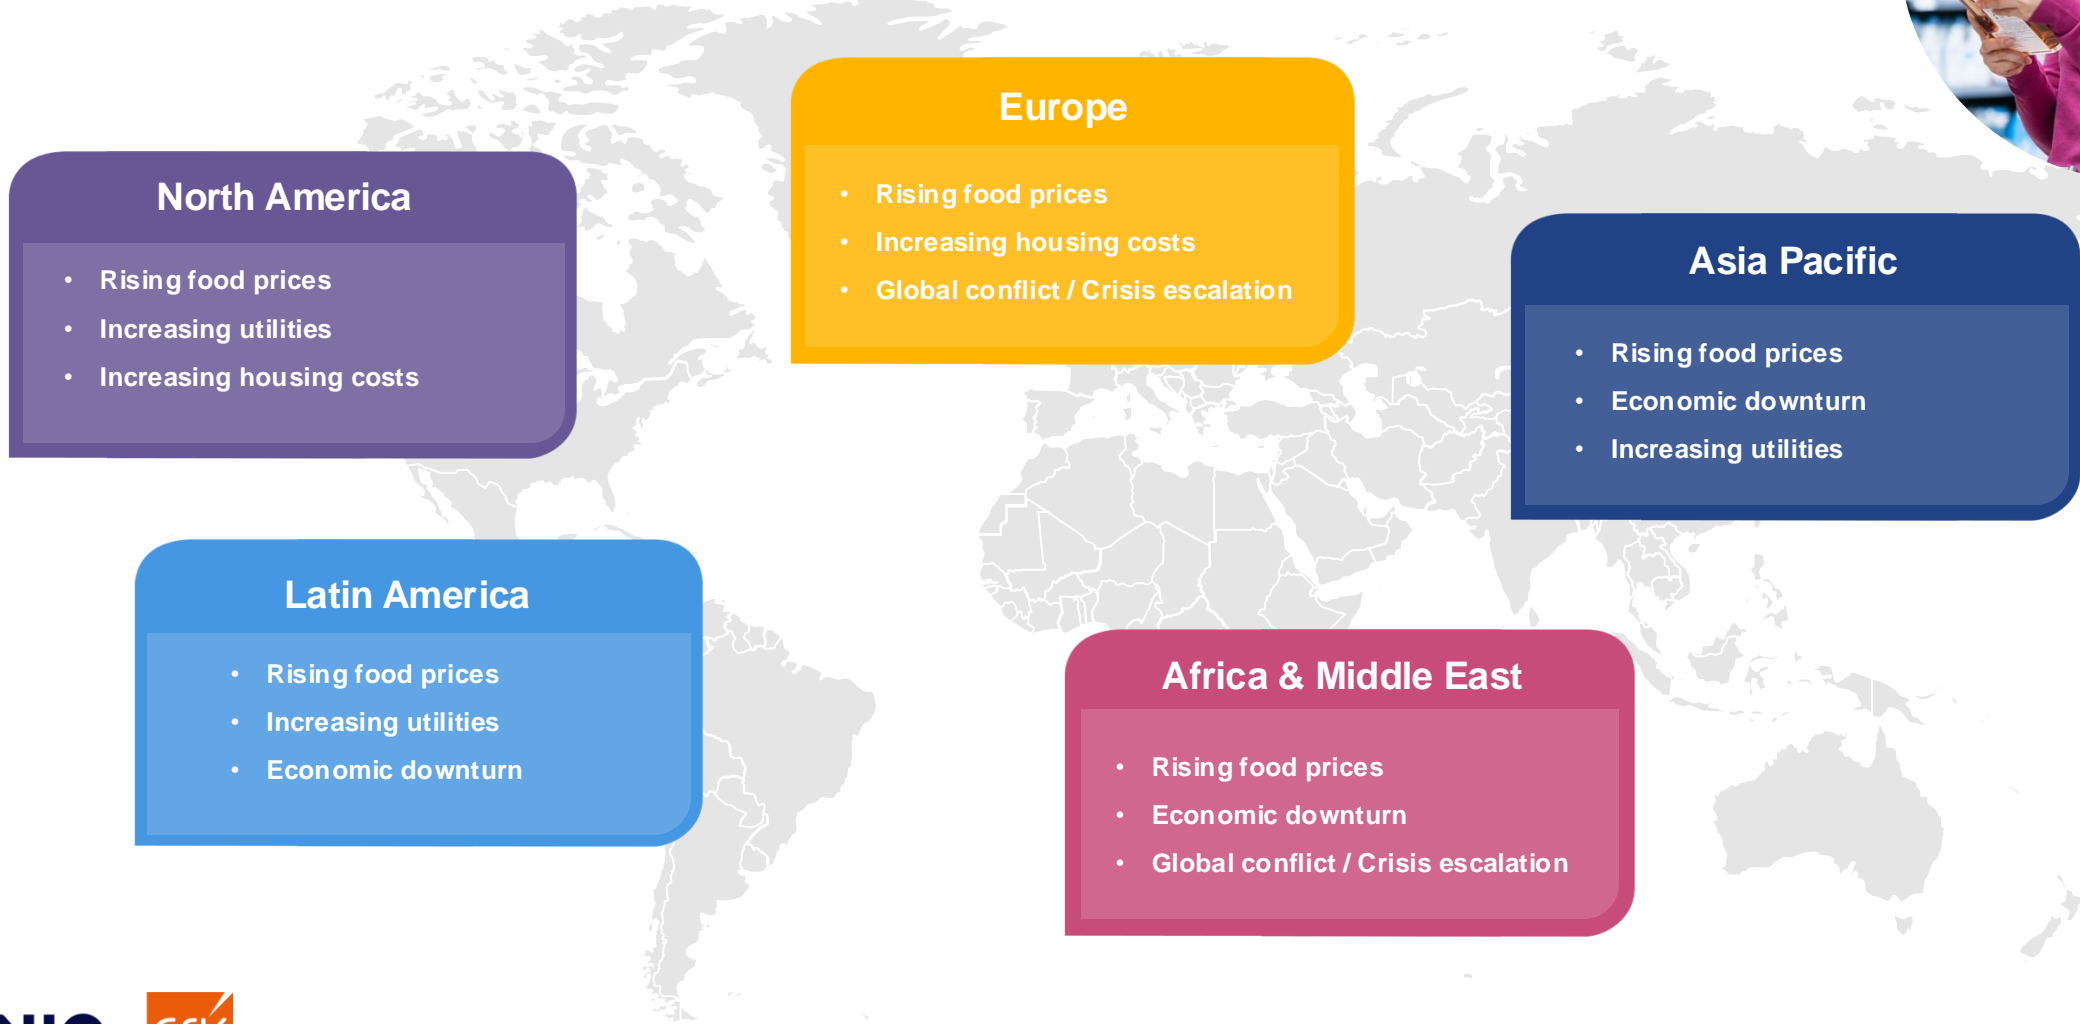 Europe
• Rising food prices
• Increasing housing costs
• Global conflict / Crisis escalation
North America
• Rising food prices
• Increasing utilities
• Increasing housing costs
Asia Pacific
• Rising food prices
• Economic downturn
• Increasing utilities
Latin America
• Rising food prices
• Increasing utilities
• Economic downturn
Africa & Middle East
• Rising food prices
• Economic downturn
• Global conflict / Crisis escalation